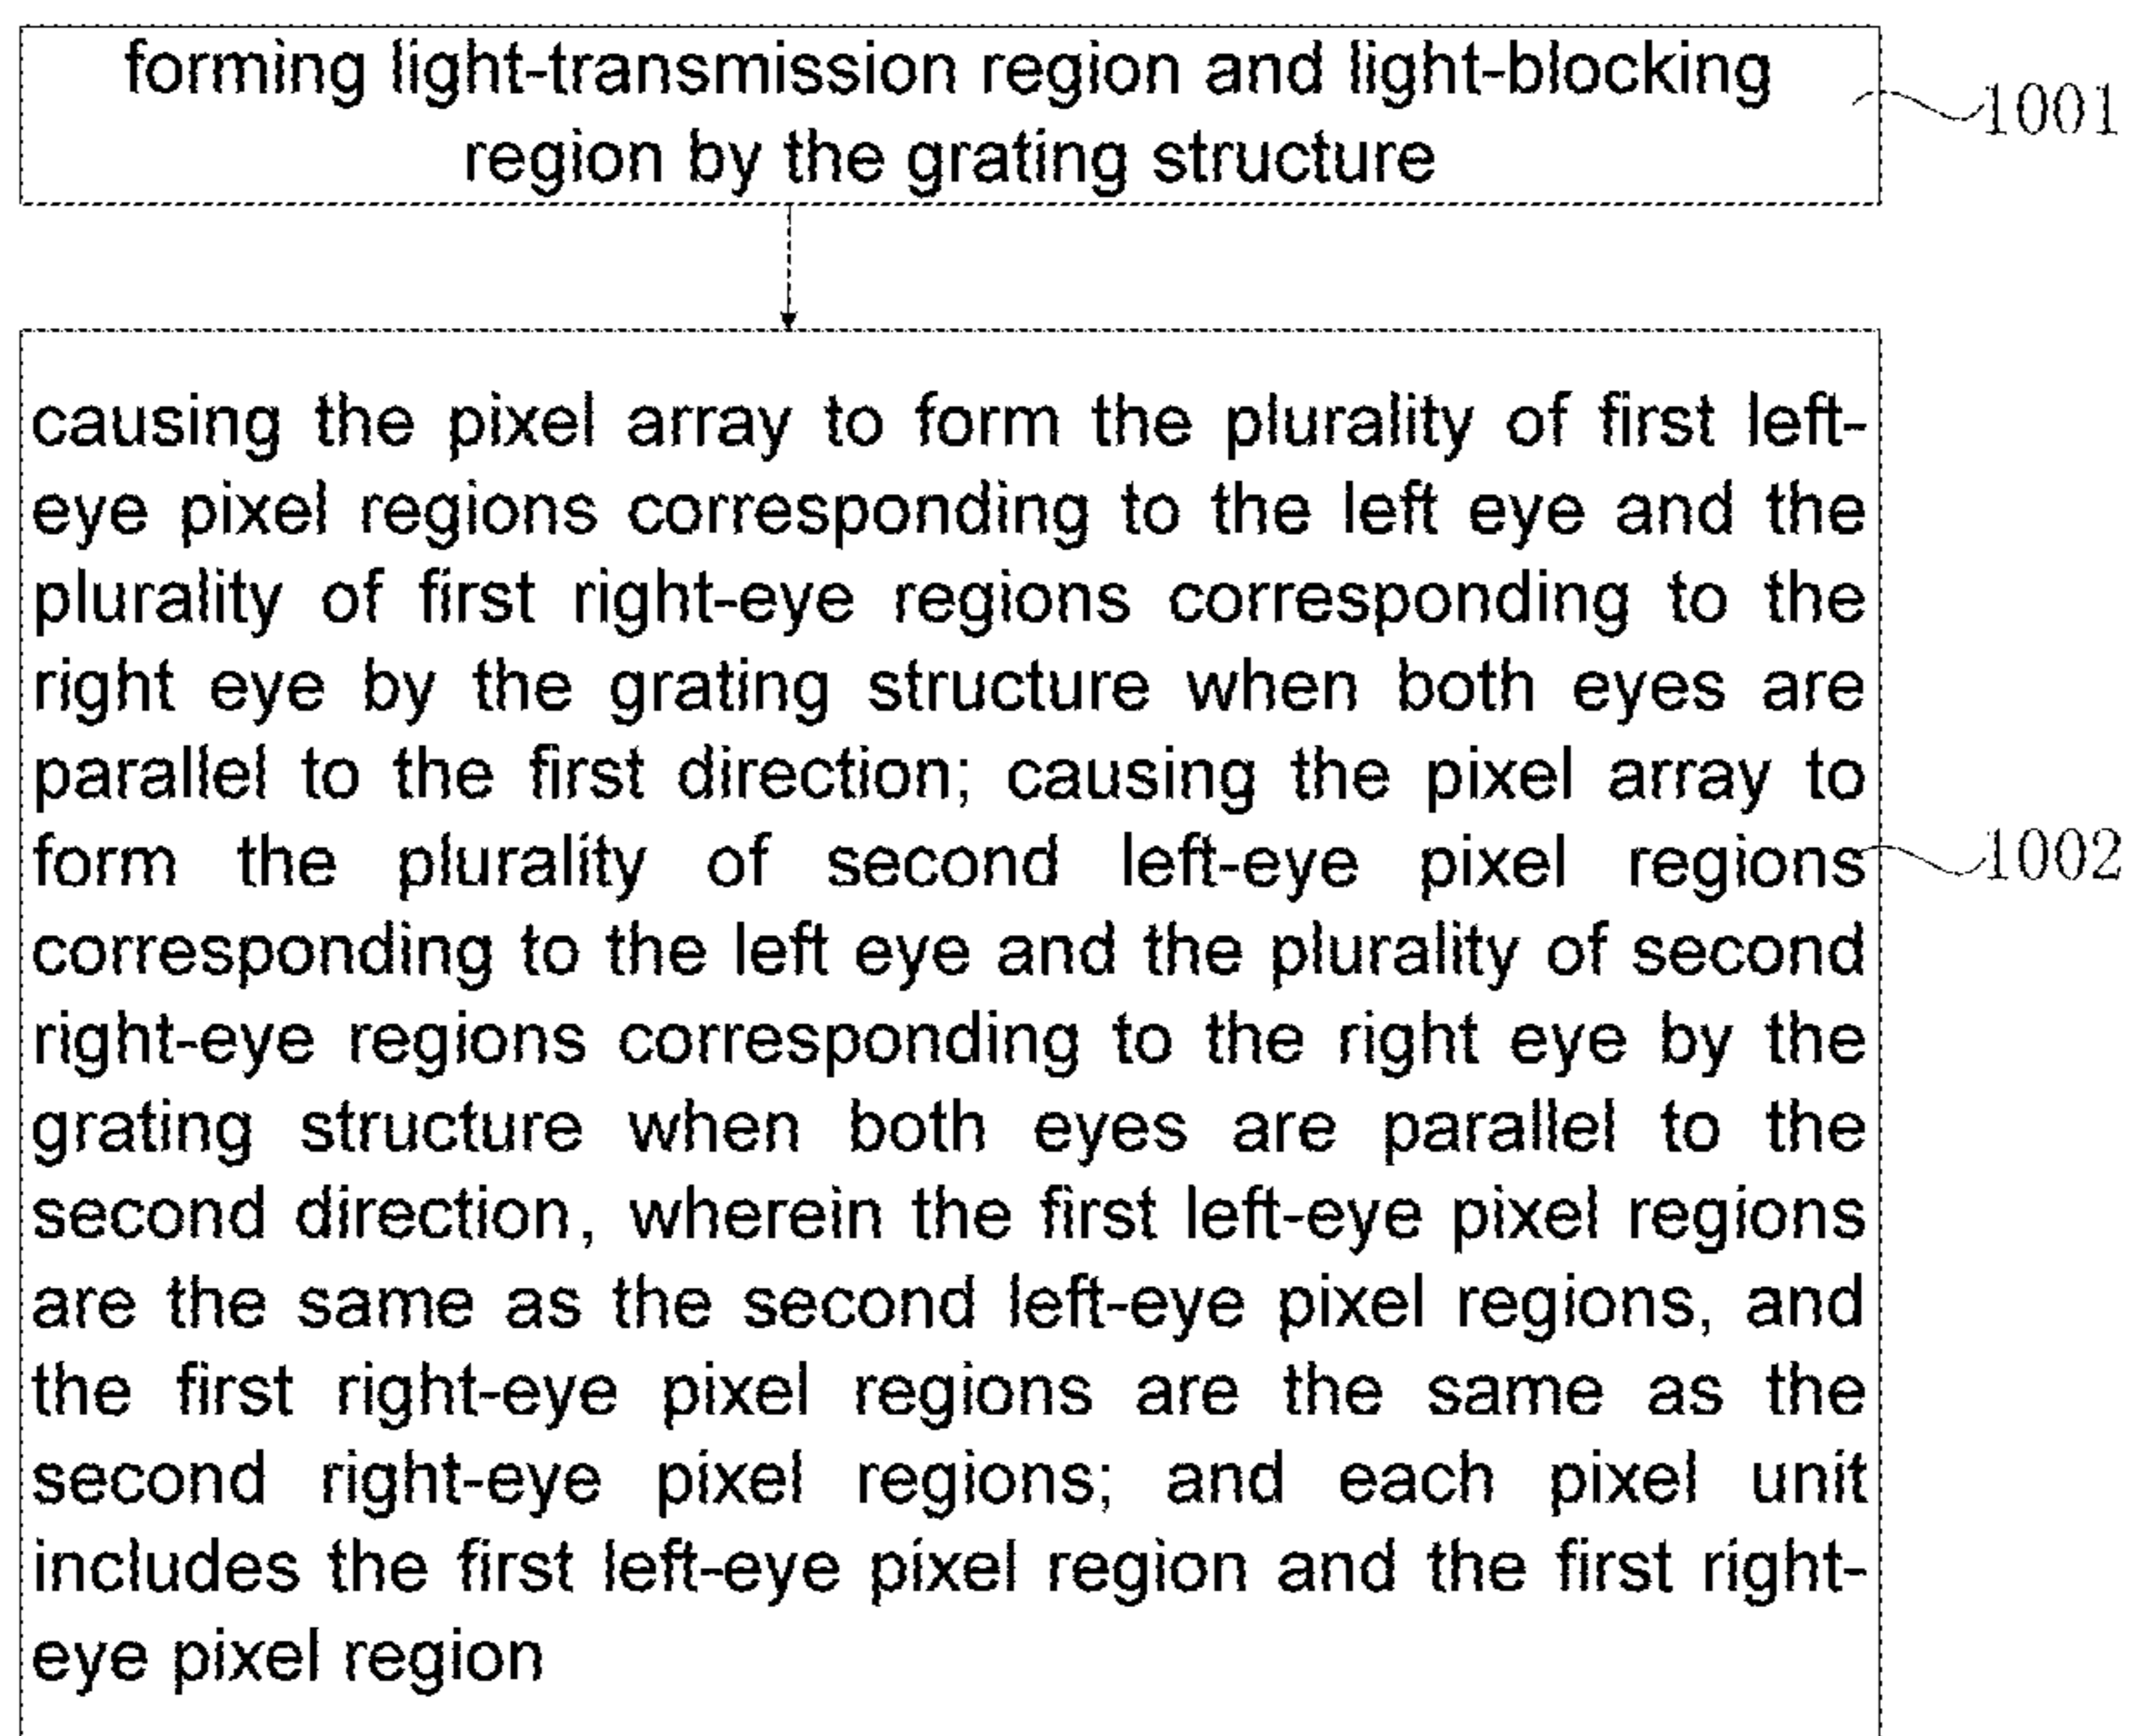 forming light-transmission region and light-blocking
region by the grating structure
1001
causing the pixel array to form the plurality of first left-
eye pixel regions corresponding to the left eye and the
plurality of first right-eye regions corresponding to the
right eye by the grating structure when both eyes are
parallel to the first direction; causing the pixel array to
form the plurality of second left-eye pixel regions
1002
corresponding to the left eye and the plurality of second
right-eye regions corresponding to the right eye by the
grating structure when both eyes are parallel to the
second direction, wherein the first left-eye pixel regions
are the same as the second left-eye pixel regions, and
the first right-eye pixel regions are the same as the
second right-eye pixel regions; and each pixel unit
includes the first left-eye pixel region and the first right-
eye pixel region